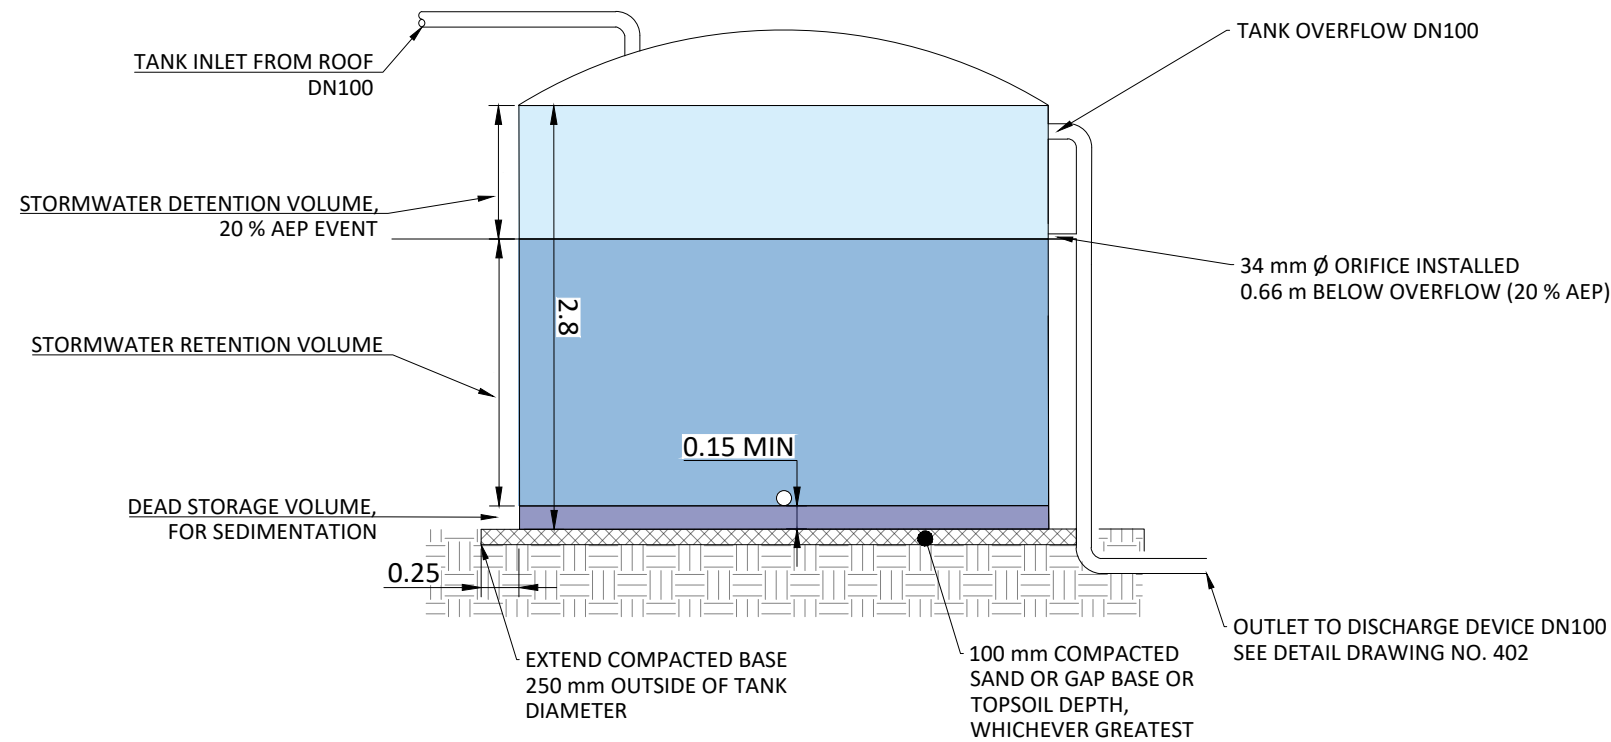 TANK INLET FROM ROOF
DN100
TANK OVERFLOW DN100
STORMWATER DETENTION VOLUME,
20 % AEP EVENT
34 mm Ø ORIFICE INSTALLED
0.66 m BELOW OVERFLOW (20 % AEP)
2.8
STORMWATER RETENTION VOLUME
0.15 MIN
DEAD STORAGE VOLUME,
FOR SEDIMENTATION
0.25
EXTEND COMPACTED BASE
250 mm OUTSIDE OF TANK
DIAMETER
100 mm COMPACTED
SAND OR GAP BASE OR
TOPSOIL DEPTH,
WHICHEVER GREATEST
OUTLET TO DISCHARGE DEVICE DN100
SEE DETAIL DRAWING NO. 402